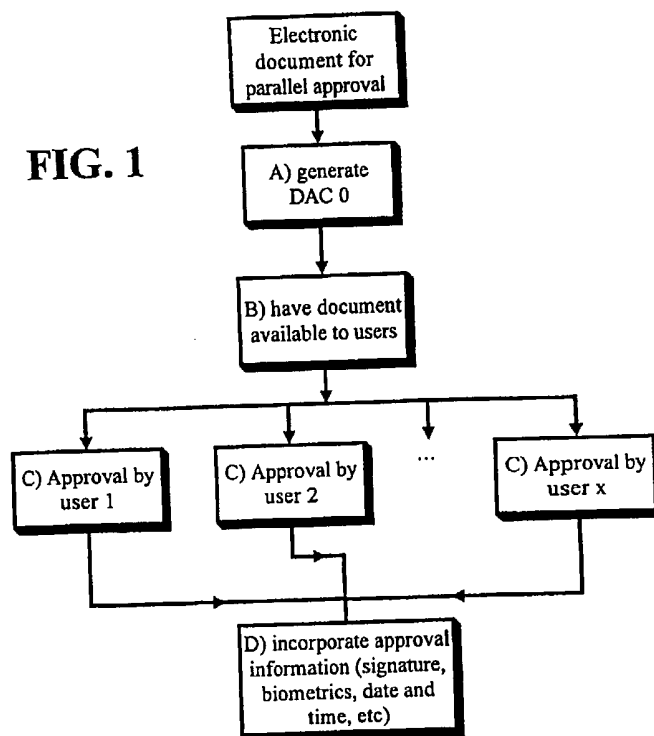 Electronic
document for
parallel approval
FIG. 1
A) generate
DAC 0
B) have document
available to users
C) Approval by
user 1
C) Approval by
user 2
...
C) Approval by
user x
D) incorporate approval
information (signature,
biometrics, date and
time, etc)